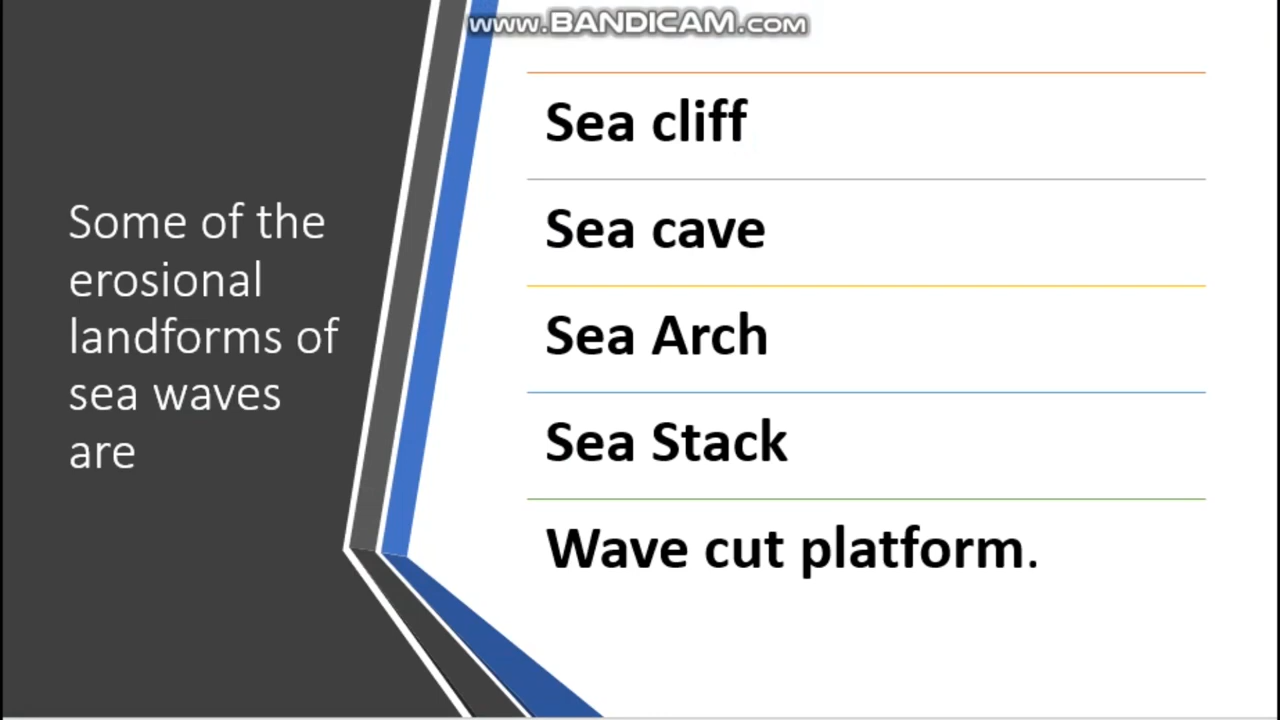 www.BANDICAM.com
Some of the
erosional
landforms of
sea waves
are
Sea cliff
Sea cave
Sea Arch
Sea Stack
Wave cut platform.